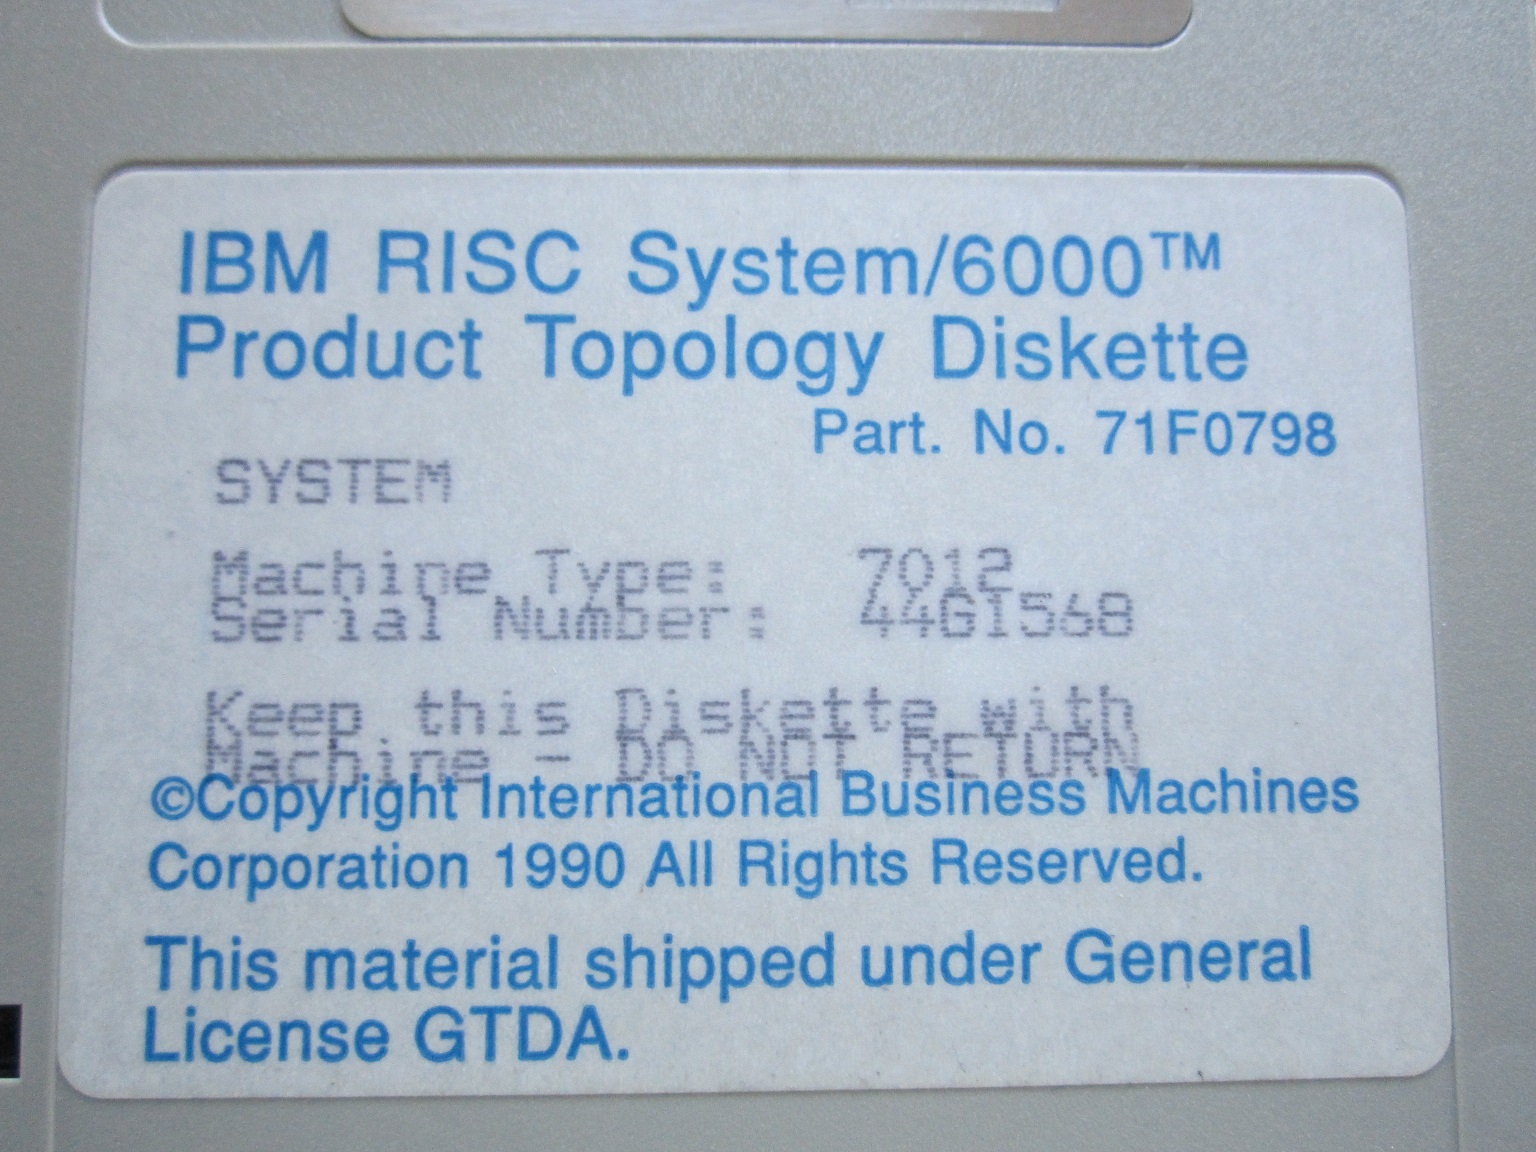 IBM RISC System/6000™
Product Topology Diskette
Part. No. 71F0798
SYSTEM
Machine Type: 7012
Serial Number: 44G1568
Keep this Diskette with
Machine - DO NOT RETURN
©Copyright International Business Machines
Corporation 1990 All Rights Reserved.
This material shipped under General
License GTDA.